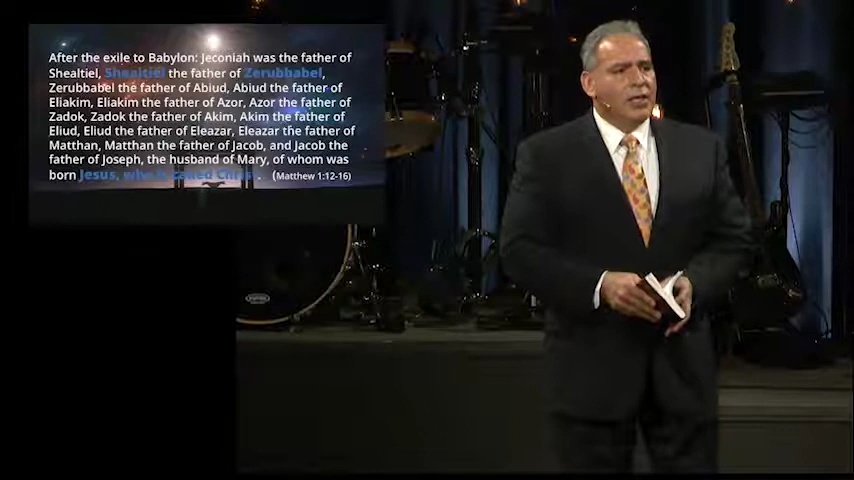 After the exile to Babylon: Jeconiah was the father of
Shealtiel, Shealtiel the father of Zerubbabel,
Zerubbabel the father of Abiud, Abiud the father of
Eliakim, Eliakim the father of Azor, Azor the father of
Zadok, Zadok the father of Akim, Akim the father of
Eliud, Eliud the father of Eleazar, Eleazar the father of
Matthan, Matthan the father of Jacob, and Jacob the
father of Joseph, the husband of Mary, of whom was
born Jesus, who is called Christ . (Matthew 1:12-16)